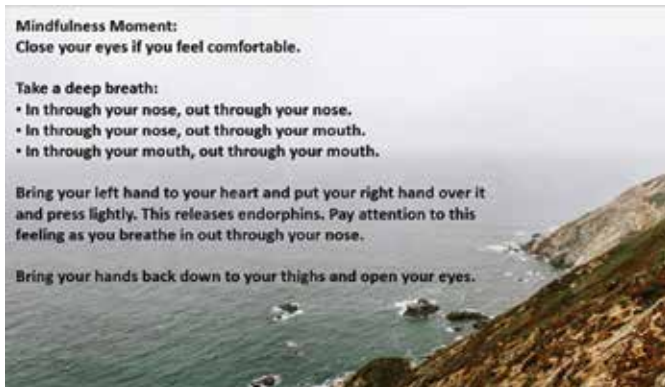 Mindfulness Moment:
Close your eyes if you feel comfortable.
Take a deep breath:
• In through your nose, out through your nose.
• In through your nose, out through your mouth.
• In through your mouth, out through your mouth.
Bring your left hand to your heart and put your right hand over it
and press lightly. This releases endorphins. Pay attention to this
feeling as you breathe in out through your nose.
Bring your hands back down to your thighs and open your eyes.